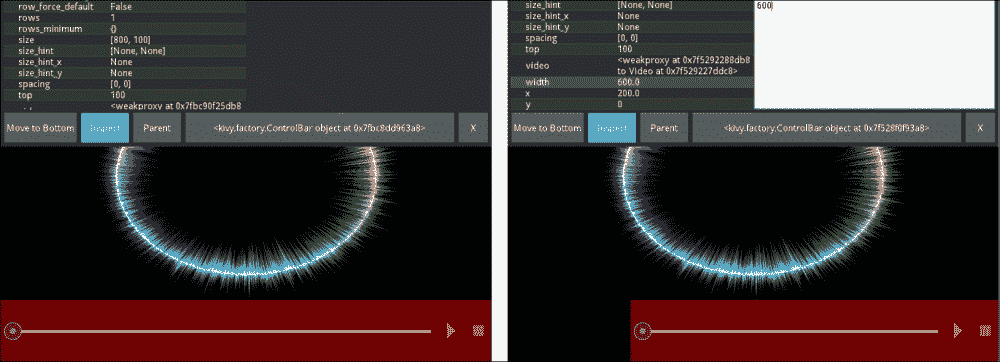 row_force_default False
rows 1
rows_minimum {}
size [800, 100]
size_hint [None, None]
size_hint_x None
size_hint_y None
spacing [0, 0]
top 100
<weakproxy at 0x7fbc90f25db8
Move to Bottom Inspect Parent <kivy.factory.ControlBar object at 0x7fbc8dd963a8> X
size_hint [None, None]
size_hint_x None
size_hint_y None
spacing [0, 0]
top 100
video <weakproxy at 0x7f5292288db8
to Video at 0x7f529227ddc8>
width 600.0
x 200.0
y 0
600
Move to Bottom Inspect Parent <kivy.factory.ControlBar object at 0x7f528f0f93a8> X